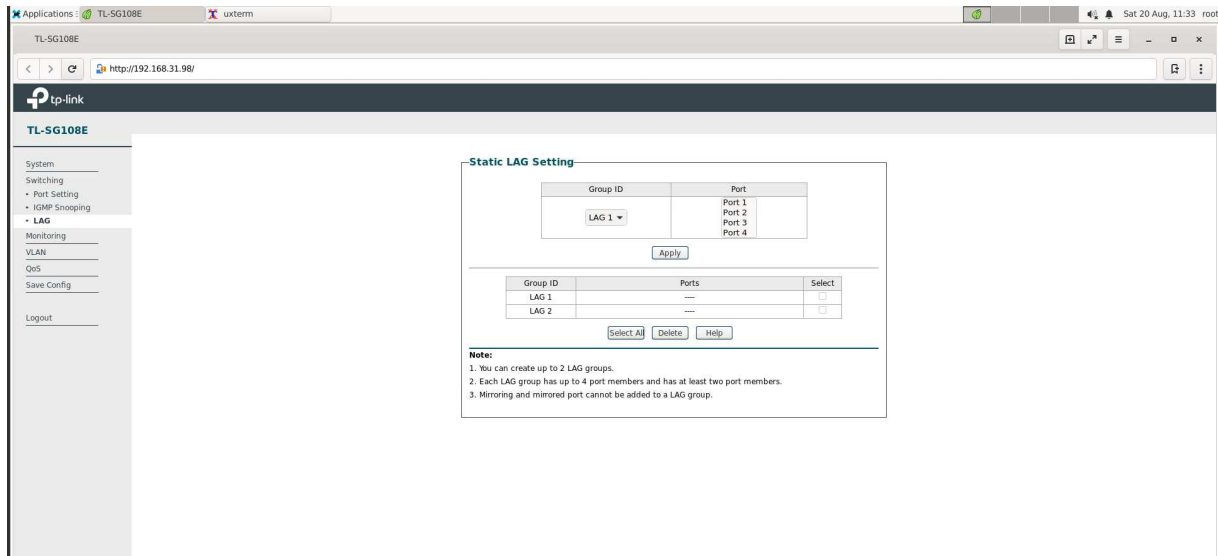 Applications : TL-SG108E uxterm Sat 20 Aug, 11:33 root
TL-SG108E
http://192.168.31.98/
tp-link
TL-SG108E
System
Switching
• Port Setting
• IGMP Snooping
• LAG
Monitoring
VLAN
QoS
Save Config
Logout
Static LAG Setting
Group ID Port
LAG 1 Port 1
Port 2
Port 3
Port 4
Apply
Group ID Ports Select
LAG 1 ----
LAG 2 ----
Select All Delete Help
Note:
1. You can create up to 2 LAG groups.
2. Each LAG group has up to 4 port members and has at least two port members.
3. Mirroring and mirrored port cannot be added to a LAG group.